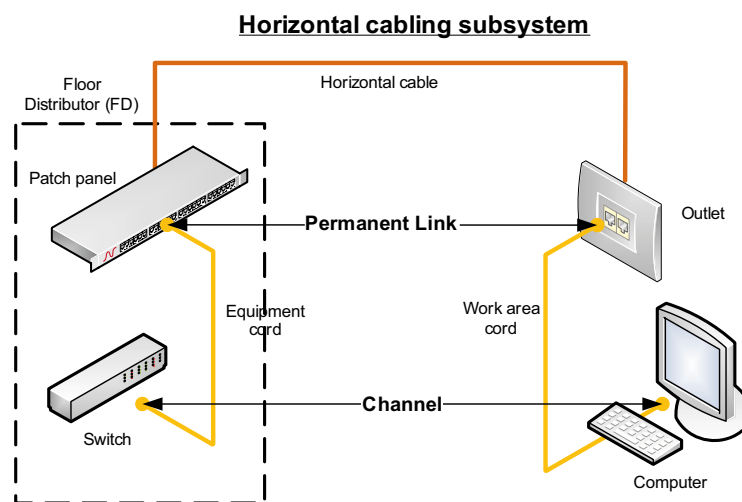 Horizontal cabling subsystem
Floor
Distributor (FD)
Horizontal cable
Patch panel
Outlet
Permanent Link
Equipment
cord
Work area
cord
Channel
Switch
Computer